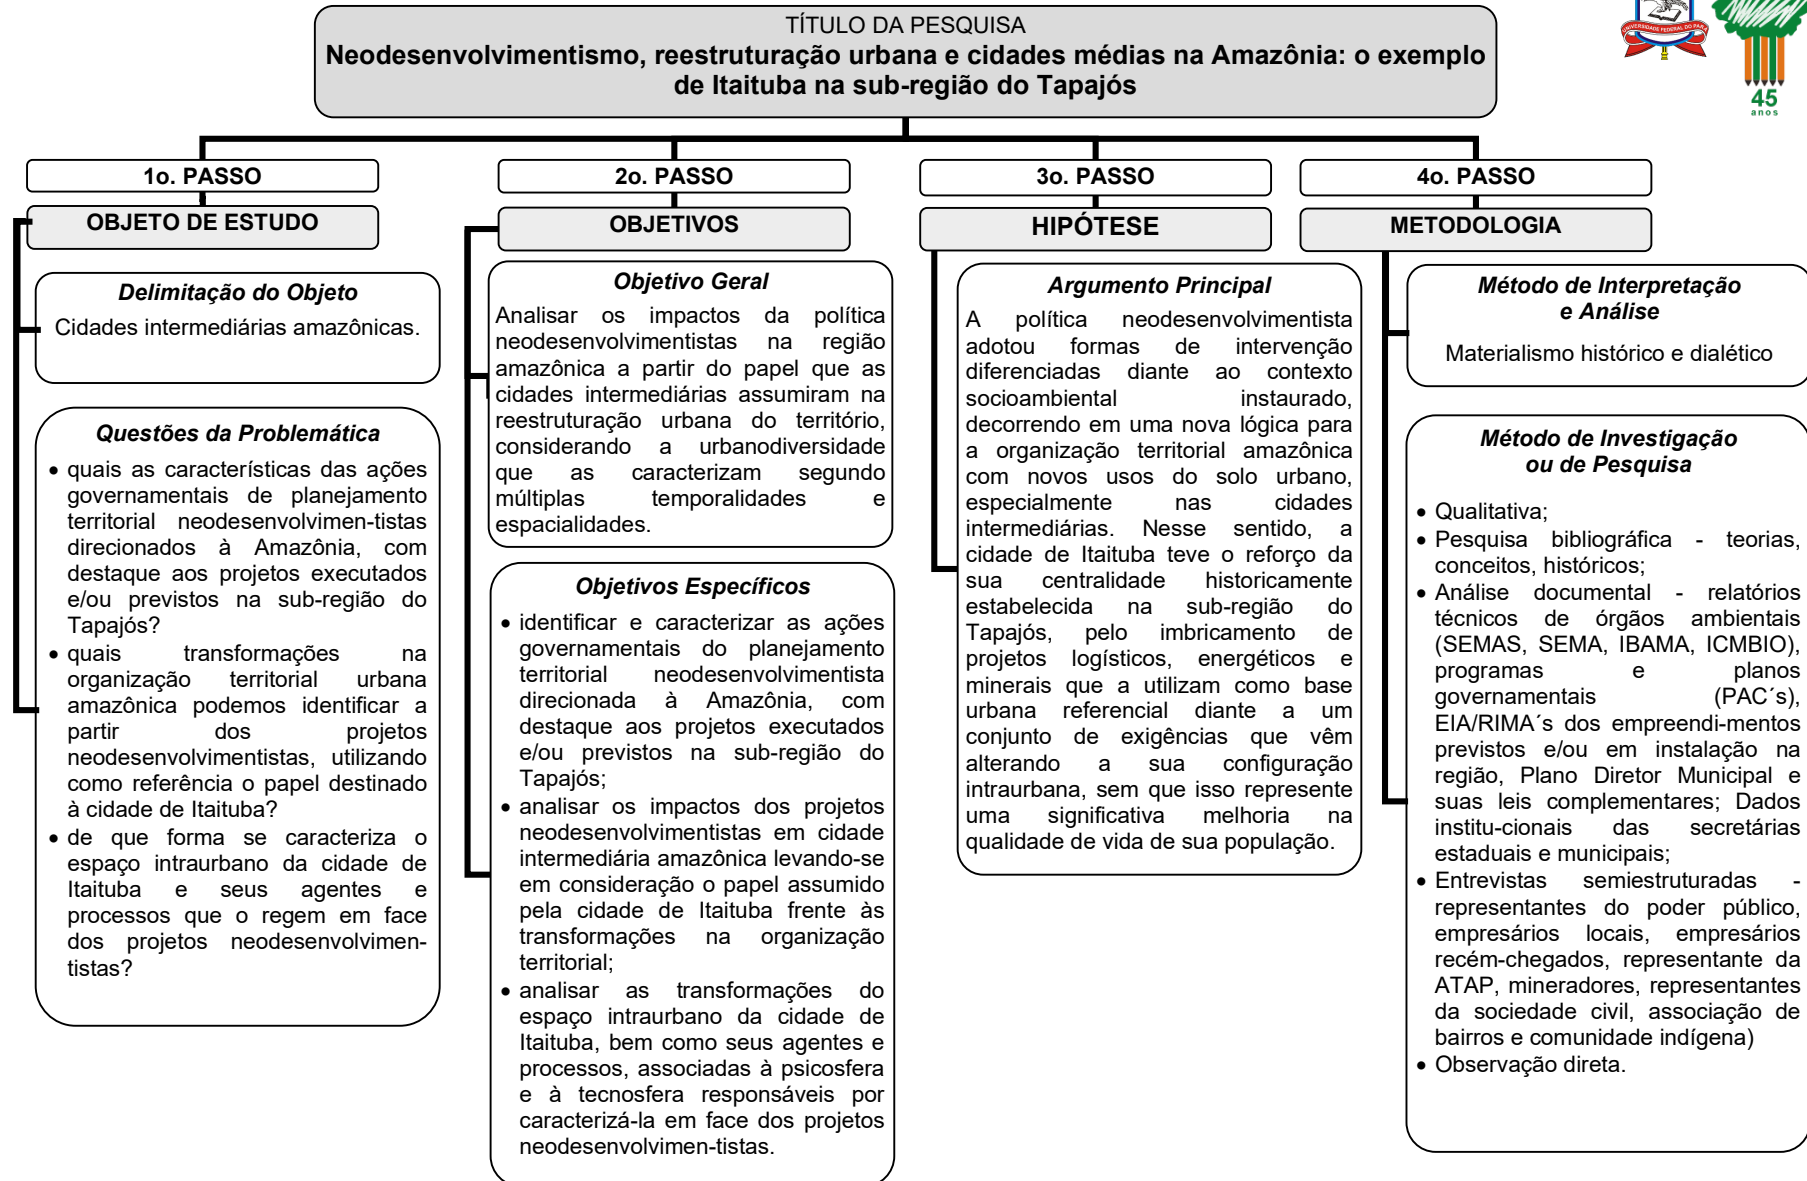 TÍTULO DA PESQUISA
Neodesenvolvimentismo, reestruturação urbana e cidades médias na Amazônia: o exemplo
de Itaituba na sub-região do Tapajós
UNIVERSIDADE FEDERAL DO PARÁ
45
anos
1o. PASSO
OBJETO DE ESTUDO
Delimitação do Objeto
Cidades intermediárias amazônicas.
Questões da Problemática
• quais as características das ações
governamentais de planejamento
territorial neodesenvolvimen-tistas
direcionados à Amazônia, com
destaque aos projetos executados
e/ou previstos na sub-região do
Tapajós?
• quais transformações na
organização territorial urbana
amazônica podemos identificar a
partir dos projetos
neodesenvolvimentistas, utilizando
como referência o papel destinado
à cidade de Itaituba?
• de que forma se caracteriza o
espaço intraurbano da cidade de
Itaituba e seus agentes e
processos que o regem em face
dos projetos neodesenvolvimen-
tistas?
2o. PASSO
OBJETIVOS
Objetivo Geral
Analisar os impactos da política
neodesenvolvimentistas na região
amazônica a partir do papel que as
cidades intermediárias assumiram na
reestruturação urbana do território,
considerando a urbanodiversidade
que as caracterizam segundo
múltiplas temporalidades e
espacialidades.
Objetivos Específicos
• identificar e caracterizar as ações
governamentais do planejamento
territorial neodesenvolvimentista
direcionada à Amazônia, com
destaque aos projetos executados
e/ou previstos na sub-região do
Tapajós;
• analisar os impactos dos projetos
neodesenvolvimentistas em cidade
intermediária amazônica levando-se
em consideração o papel assumido
pela cidade de Itaituba frente às
transformações na organização
territorial;
• analisar as transformações do
espaço intraurbano da cidade de
Itaituba, bem como seus agentes e
processos, associadas à psicosfera
e à tecnosfera responsáveis por
caracterizá-la em face dos projetos
neodesenvolvimen-tistas.
3o. PASSO
HIPÓTESE
Argumento Principal
A política neodesenvolvimentista
adotou formas de intervenção
diferenciadas diante ao contexto
socioambiental instaurado,
decorrendo em uma nova lógica para
a organização territorial amazônica
com novos usos do solo urbano,
especialmente nas cidades
intermediárias. Nesse sentido, a
cidade de Itaituba teve o reforço da
sua centralidade historicamente
estabelecida na sub-região do
Tapajós, pelo imbricamento de
projetos logísticos, energéticos e
minerais que a utilizam como base
urbana referencial diante a um
conjunto de exigências que vêm
alterando a sua configuração
intraurbana, sem que isso represente
uma significativa melhoria na
qualidade de vida de sua população.
4o. PASSO
METODOLOGIA
Método de Interpretação
e Análise
Materialismo histórico e dialético
Método de Investigação
ou de Pesquisa
• Qualitativa;
• Pesquisa bibliográfica - teorias,
conceitos, históricos;
• Análise documental - relatórios
técnicos de órgãos ambientais
(SEMAS, SEMA, IBAMA, ICMBIO),
programas e planos
governamentais (PAC´s),
EIA/RIMA´s dos empreendi-mentos
previstos e/ou em instalação na
região, Plano Diretor Municipal e
suas leis complementares; Dados
institu-cionais das secretárias
estaduais e municipais;
• Entrevistas semiestruturadas -
representantes do poder público,
empresários locais, empresários
recém-chegados, representante da
ATAP, mineradores, representantes
da sociedade civil, associação de
bairros e comunidade indígena)
• Observação direta.